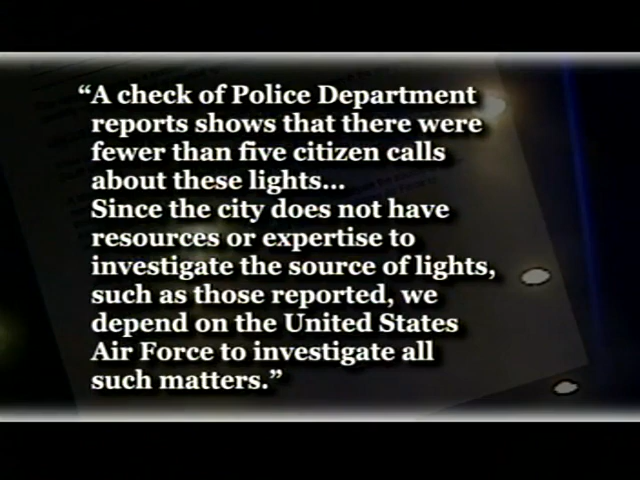 “A check of Police Department
reports shows that there were
fewer than five citizen calls
about these lights...
Since the city does not have
resources or expertise to
investigate the source of lights,
such as those reported, we
depend on the United States
Air Force to investigate all
such matters.”